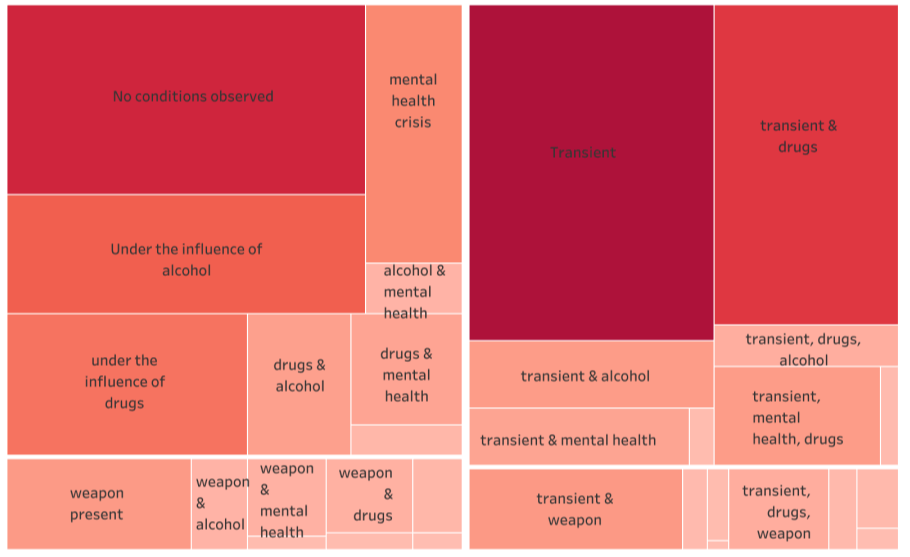 No conditions observed
mental
health
crisis
Under the influence of
alcohol
alcohol &
mental
health
under the
influence of
drugs
drugs &
alcohol
drugs &
mental
health
weapon
present
weapon
&
alcohol
weapon
&
mental
health
weapon
&
drugs
Transient
transient &
drugs
transient & alcohol
transient, drugs,
alcohol
transient & mental health
transient,
mental
health, drugs
transient &
weapon
transient,
drugs,
weapon